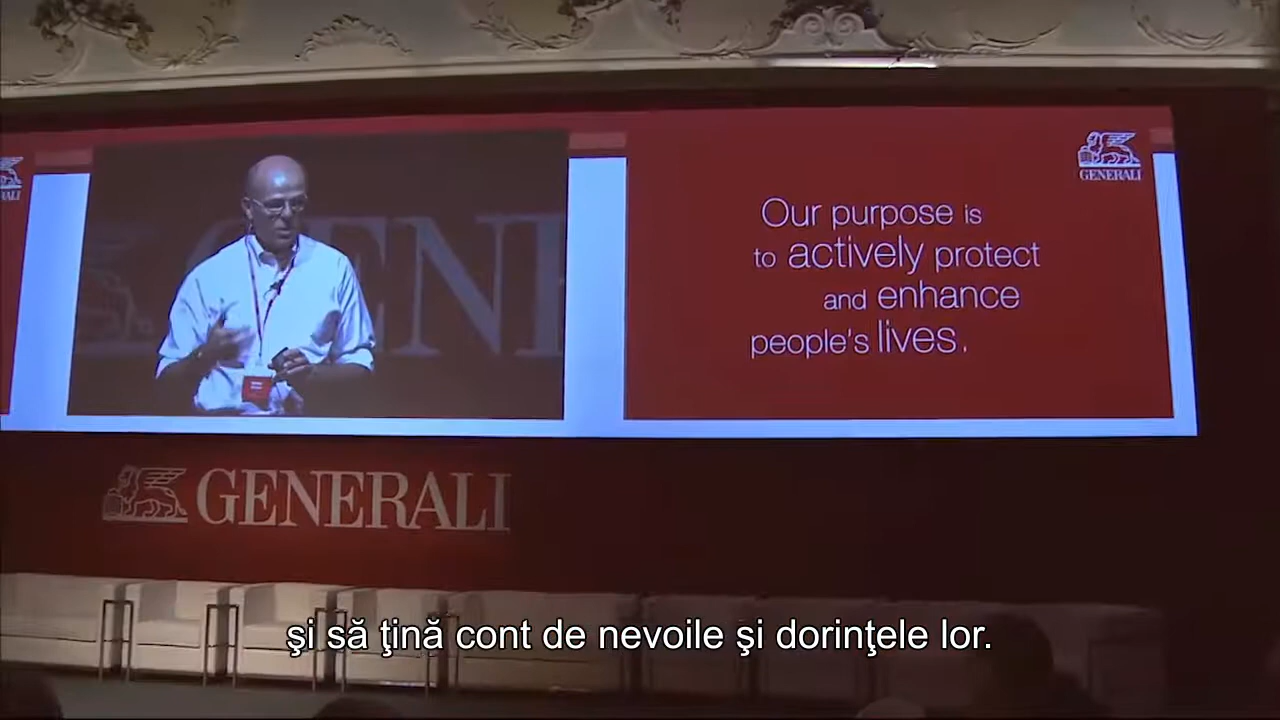 GENERALI
Our purpose is
to actively protect
and enhance
people's lives.
GENERALI
şi să ţină cont de nevoile şi dorinţele lor.